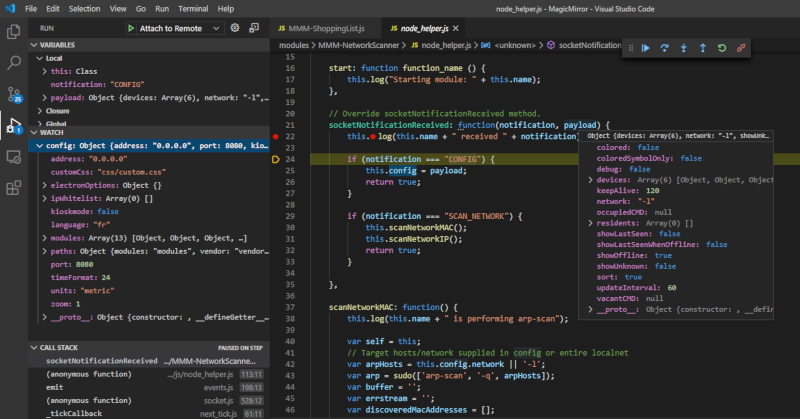 File Edit Selection View Go Run Terminal Help
node_helper.js - MagicMirror - Visual Studio Code
RUN
Attach to Remote
VARIABLES
Local
this: Class
notification: "CONFIG"
payload: Object {devices: Array(6), network: "-l",…
Closure
Global
WATCH
config: Object {address: "0.0.0.0", port: 8080, kio…
address: "0.0.0.0"
customCss: "css/custom.css"
electronOptions: Object {}
ipWhitelist: Array(0) []
kioskmode: false
language: "fr"
modules: Array(13) [Object, Object, Object, …]
paths: Object {modules: "modules", vendor: "vendor…
port: 8080
timeFormat: 24
units: "metric"
zoom: 1
__proto__: Object {constructor: , __defineGetter__…
CALL STACK PAUSED ON STEP
socketNotificationReceived …/MMM-NetworkScanne…
(anonymous function) …/js/node_helper.js 113:11
emit events.js 198:13
(anonymous function) socket.js 528:12
_tickCallback next_tick.js 61:11
25
1
MMM-ShoppingList.js
node_helper.js
modules > MMM-NetworkScanner > node_helper.js > <unknown> > socketNotification
15
16 start: function function_name () {
17 this.log("Starting module: " + this.name);
18 },
19
20 // Override socketNotificationReceived method.
21 socketNotificationReceived: function(notification, payload) {
22 this.log(this.name + " received " + notification
23
24 if (notification === "CONFIG") {
25 this.config = payload;
26 return true;
27 }
28
29 if (notification === "SCAN_NETWORK") {
30 this.scanNetworkMAC();
31 this.scanNetworkIP();
32 return true;
33 }
34
35 },
36
37 scanNetworkMAC: function() {
38 this.log(this.name + " is performing arp-scan");
39
40 var self = this;
41 // Target hosts/network supplied in config or entire localnet
42 var arpHosts = this.config.network || '-l';
43 var arp = sudo(['arp-scan', '-q', arpHosts]);
44 var buffer = '';
45 var errstream = '';
46 var discoveredMacAddresses = [];
Object {devices: Array(6), network: "-l", showUnk…
colored: false
coloredSymbolOnly: false
debug: false
devices: Array(6) [Object, Object, Object
keepAlive: 120
network: "-l"
occupiedCMD: null
residents: Array(0) []
showLastSeen: false
showLastSeenWhenOffline: false
showOffline: true
showUnknown: false
sort: true
updateInterval: 60
vacantCMD: null
__proto__: Object {constructor: , __define